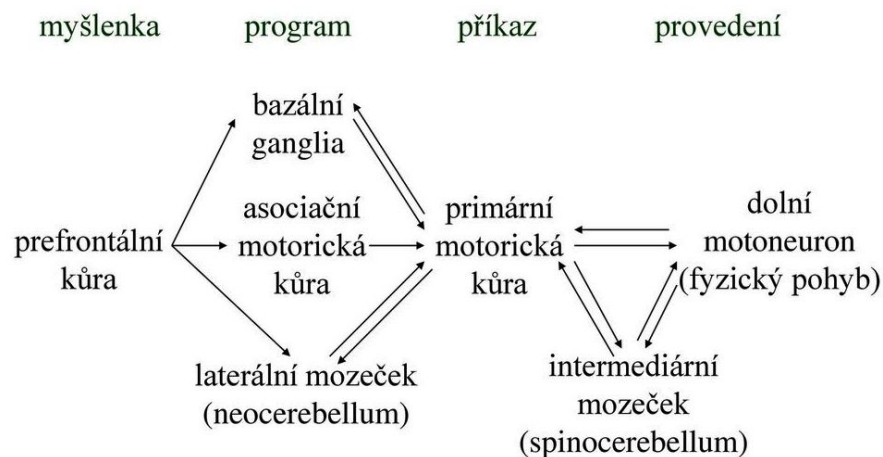 myšlenka program příkaz provedení
bazální
ganglia
prefrontální
kůra
asociační
motorická
kůra
primární
motorická
kůra
dolní
motoneuron
(fyzický pohyb)
laterální mozeček
(neocerebellum)
intermediární
mozeček
(spinocerebellum)